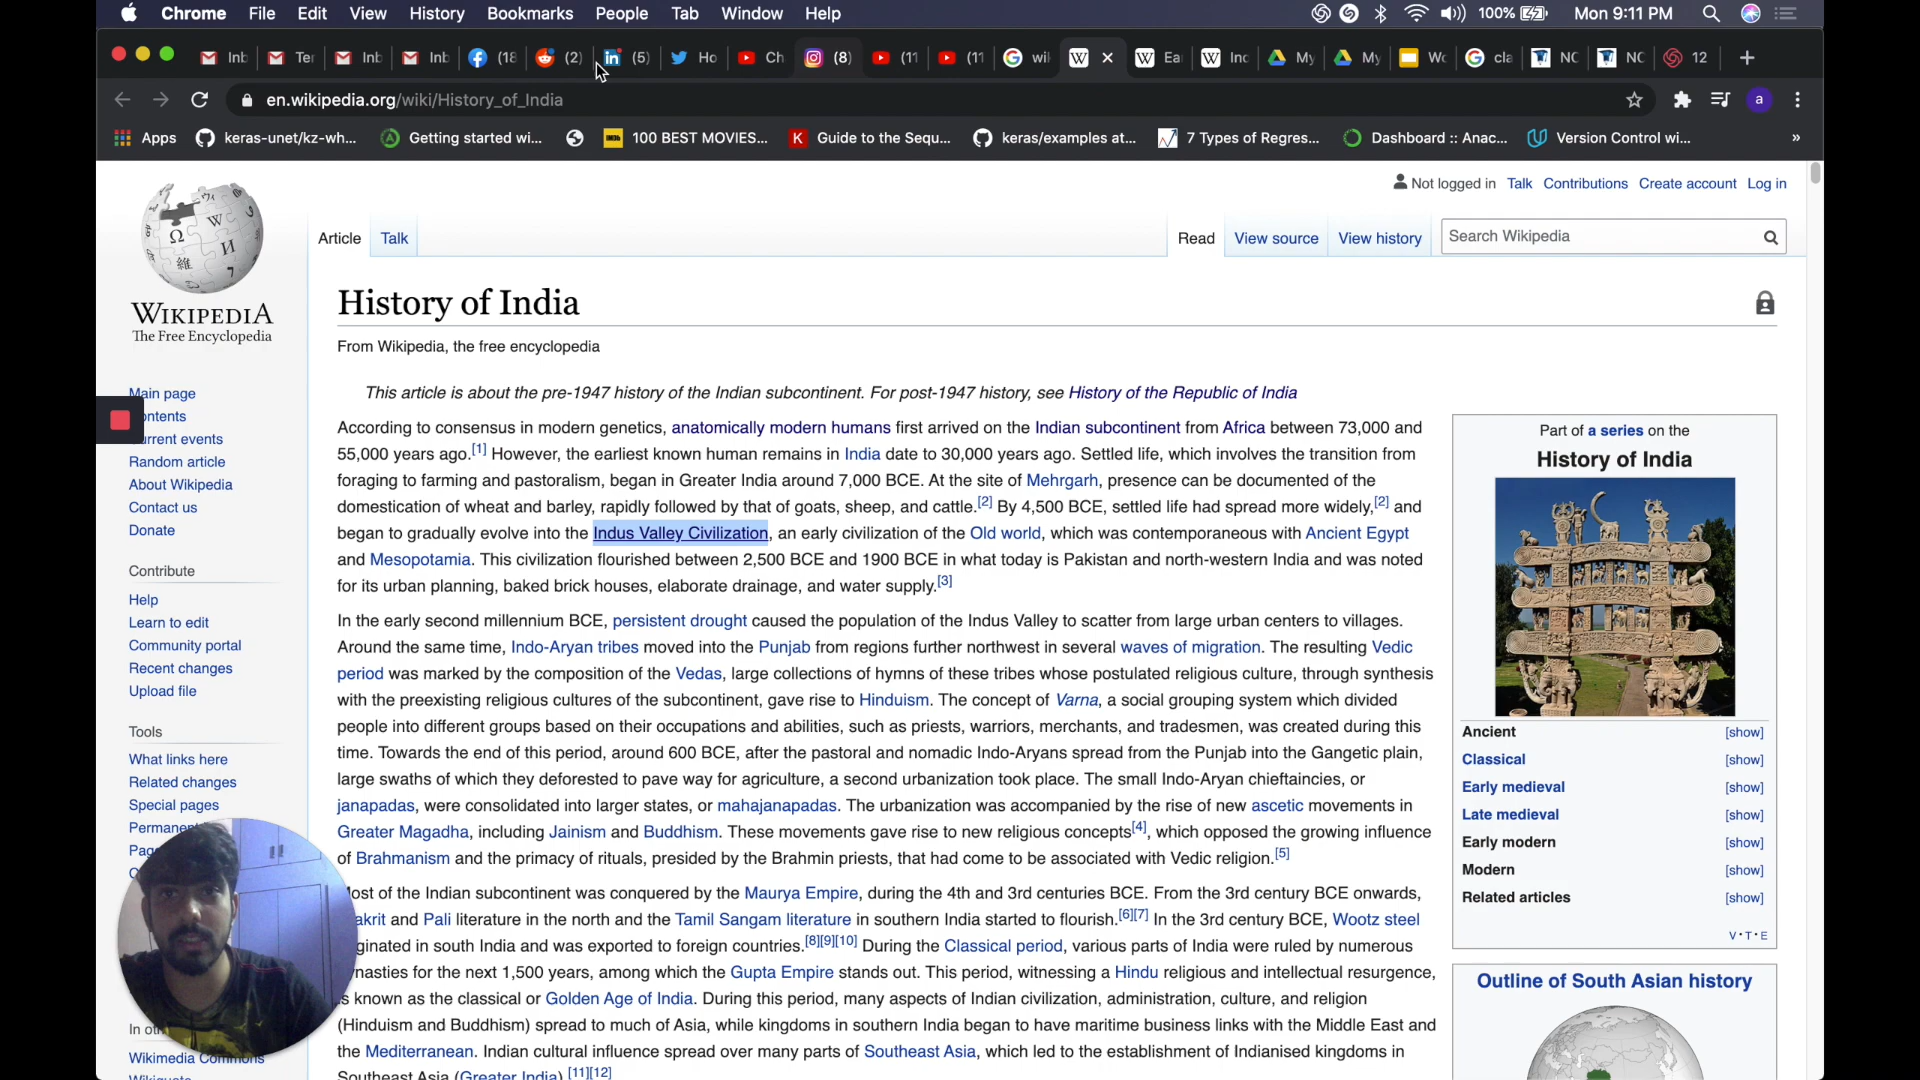 Chrome File Edit View History Bookmarks People Tab Window Help 100% Mon 9:11 PM
Inb Ter Inb Inb (18 (2) (5) Ho Ch (8) (11 (11 wil Ea Inc My My Wc cla NC NC 12
en.wikipedia.org/wiki/History_of_India a
Apps keras-unet/kz-wh... Getting started wi... 100 BEST MOVIES... Guide to the Sequ... keras/examples at... 7 Types of Regres... Dashboard :: Anac... Version Control wi... »
Not logged in Talk Contributions Create account Log in
Article Talk Read View source View history Search Wikipedia
WIKIPEDIA
The Free Encyclopedia
Main page
ontents
urrent events
Random article
About Wikipedia
Contact us
Donate
Contribute
Help
Learn to edit
Community portal
Recent changes
Upload file
Tools
What links here
Related changes
Special pages
Permanen
Pag
In oth
Wikimedia Commons
Wikiquote
History of India
From Wikipedia, the free encyclopedia
This article is about the pre-1947 history of the Indian subcontinent. For post-1947 history, see History of the Republic of India
According to consensus in modern genetics, anatomically modern humans first arrived on the Indian subcontinent from Africa between 73,000 and
55,000 years ago.[1] However, the earliest known human remains in India date to 30,000 years ago. Settled life, which involves the transition from
foraging to farming and pastoralism, began in Greater India around 7,000 BCE. At the site of Mehrgarh, presence can be documented of the
domestication of wheat and barley, rapidly followed by that of goats, sheep, and cattle.[2] By 4,500 BCE, settled life had spread more widely,[2] and
began to gradually evolve into the Indus Valley Civilization, an early civilization of the Old world, which was contemporaneous with Ancient Egypt
and Mesopotamia. This civilization flourished between 2,500 BCE and 1900 BCE in what today is Pakistan and north-western India and was noted
for its urban planning, baked brick houses, elaborate drainage, and water supply.[3]
In the early second millennium BCE, persistent drought caused the population of the Indus Valley to scatter from large urban centers to villages.
Around the same time, Indo-Aryan tribes moved into the Punjab from regions further northwest in several waves of migration. The resulting Vedic
period was marked by the composition of the Vedas, large collections of hymns of these tribes whose postulated religious culture, through synthesis
with the preexisting religious cultures of the subcontinent, gave rise to Hinduism. The concept of Varna, a social grouping system which divided
people into different groups based on their occupations and abilities, such as priests, warriors, merchants, and tradesmen, was created during this
time. Towards the end of this period, around 600 BCE, after the pastoral and nomadic Indo-Aryans spread from the Punjab into the Gangetic plain,
large swaths of which they deforested to pave way for agriculture, a second urbanization took place. The small Indo-Aryan chieftaincies, or
janapadas, were consolidated into larger states, or mahajanapadas. The urbanization was accompanied by the rise of new ascetic movements in
Greater Magadha, including Jainism and Buddhism. These movements gave rise to new religious concepts[4], which opposed the growing influence
of Brahmanism and the primacy of rituals, presided by the Brahmin priests, that had come to be associated with Vedic religion.[5]
ost of the Indian subcontinent was conquered by the Maurya Empire, during the 4th and 3rd centuries BCE. From the 3rd century BCE onwards,
akrit and Pali literature in the north and the Tamil Sangam literature in southern India started to flourish.[6][7] In the 3rd century BCE, Wootz steel
ginated in south India and was exported to foreign countries.[8][9][10] During the Classical period, various parts of India were ruled by numerous
nasties for the next 1,500 years, among which the Gupta Empire stands out. This period, witnessing a Hindu religious and intellectual resurgence,
s known as the classical or Golden Age of India. During this period, many aspects of Indian civilization, administration, culture, and religion
(Hinduism and Buddhism) spread to much of Asia, while kingdoms in southern India began to have maritime business links with the Middle East and
the Mediterranean. Indian cultural influence spread over many parts of Southeast Asia, which led to the establishment of Indianised kingdoms in
Southeast Asia (Greater India).[11][12]
Part of a series on the
History of India
Ancient [show]
Classical [show]
Early medieval [show]
Late medieval [show]
Early modern [show]
Modern [show]
Related articles [show]
V · T · E
Outline of South Asian history